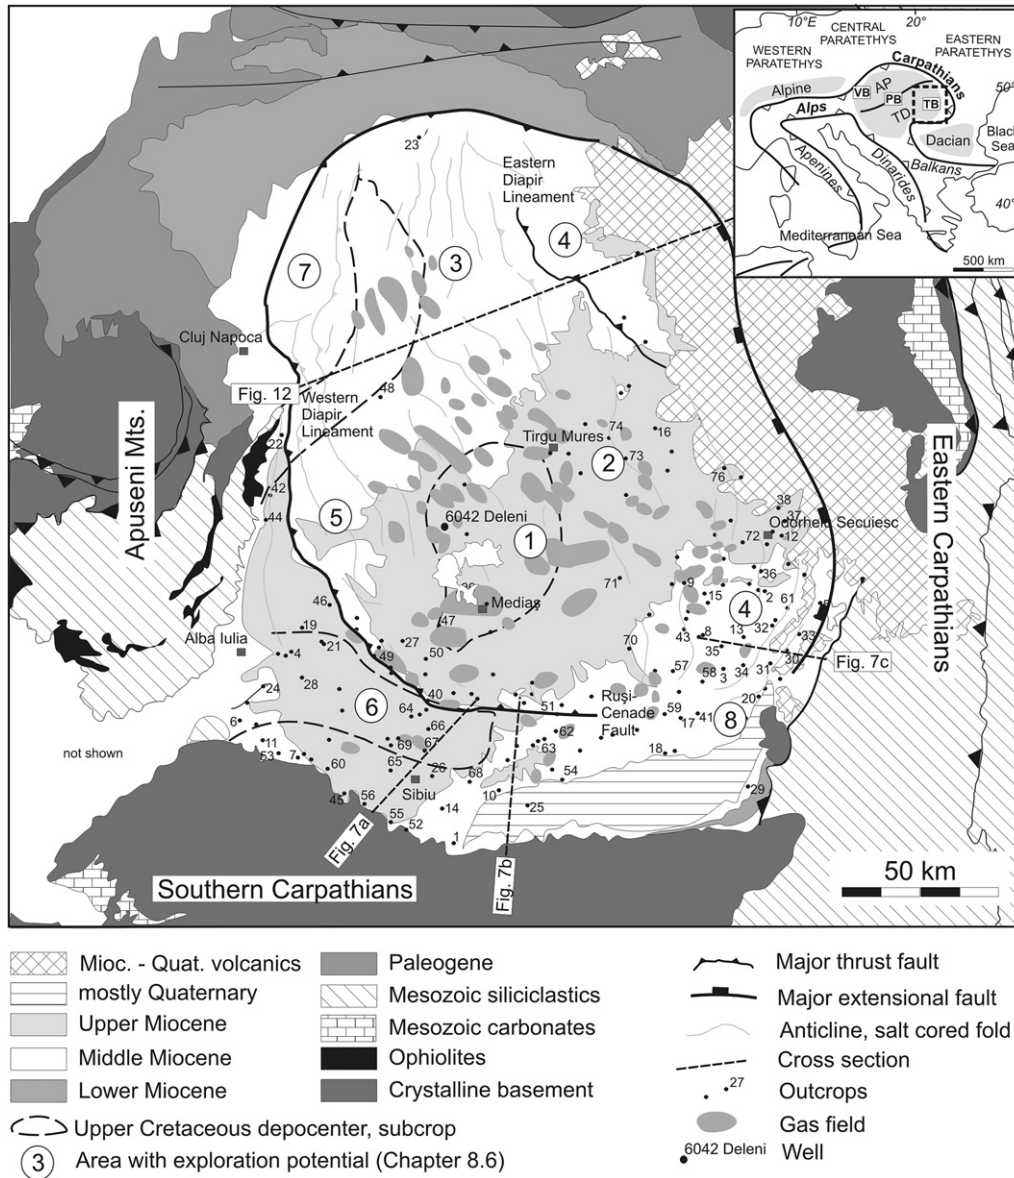 10°E
20°
CENTRAL
PARATETHYS
WESTERN
PARATETHYS
EASTERN
PARATETHYS
Carpathians
50°
Alpine
VB
AP
PB
TB
Alps
TD
Dacian
Black
Sea
Apenines
Dinarides
Balkans
40°
Mediterranean Sea
500 km
23
Eastern
Diapir
Lineament
4
7
3
Cluj Napoca
Fig. 12
48
Western
Diapir
Lineament
Apuseni Mts.
22
Tirgu Mures
74
16
2
73
76
42
44
5
6042 Deleni
1
38
37
Odorheiu Secuiesc
72
12
Eastern Carpathians
36
71
9
2
15
4
61
46
Mediaş
47
19
21
27
43
8
13
32
33
Alba Iulia
4
49
50
70
35
30
Fig. 7c
28
57
58
3
34
31
24
40
20
6
64
51
Ruşi-
Cenade
Fault
59
17
41
8
6
66
62
not shown
11
53
7
69
67
63
18
60
65
26
68
54
Sibiu
45
56
14
10
25
29
55
52
1
Fig. 7a
Fig. 7b
Southern Carpathians
50 km
Mioc. - Quat. volcanics
mostly Quaternary
Upper Miocene
Middle Miocene
Lower Miocene
Upper Cretaceous depocenter, subcrop
3
Area with exploration potential (Chapter 8.6)
Paleogene
Mesozoic siliciclastics
Mesozoic carbonates
Ophiolites
Crystalline basement
Major thrust fault
Major extensional fault
Anticline, salt cored fold
Cross section
27
Outcrops
Gas field
6042 Deleni
Well